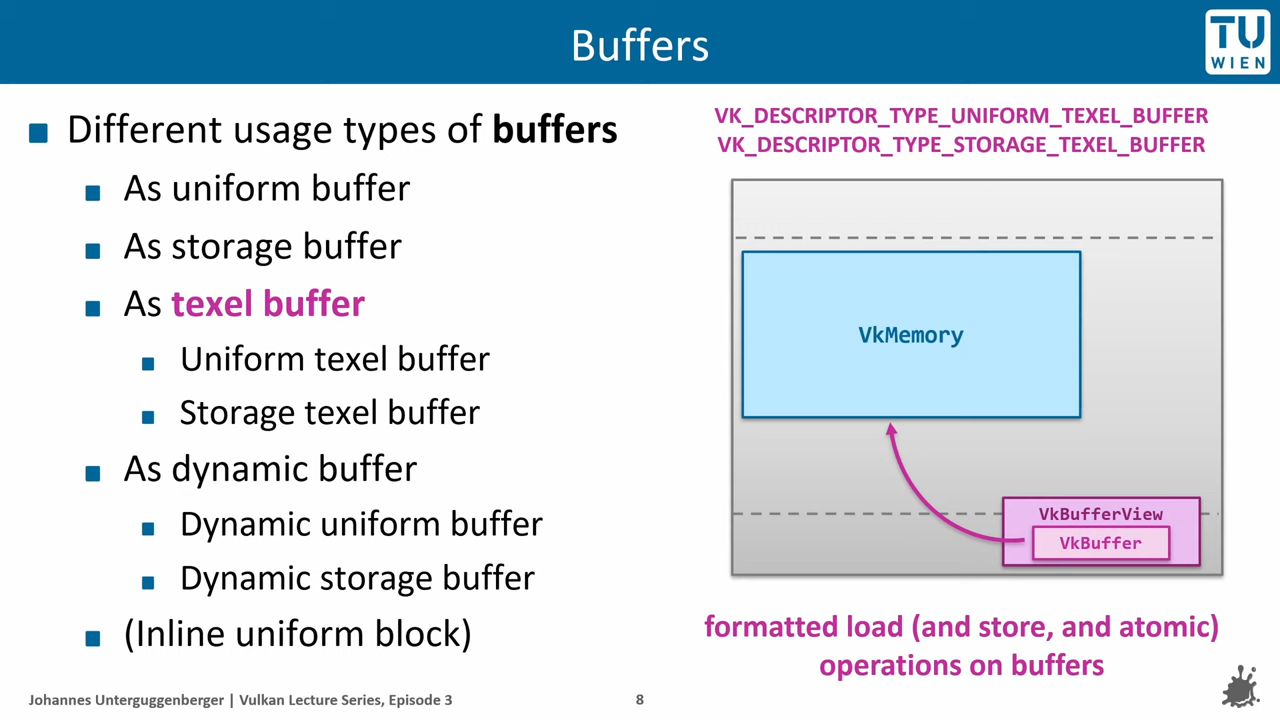 Buffers
TU
WIEN
Different usage types of buffers
As uniform buffer
As storage buffer
As texel buffer
Uniform texel buffer
Storage texel buffer
As dynamic buffer
Dynamic uniform buffer
Dynamic storage buffer
(Inline uniform block)
VK_DESCRIPTOR_TYPE_UNIFORM_TEXEL_BUFFER
VK_DESCRIPTOR_TYPE_STORAGE_TEXEL_BUFFER
VkMemory
VkBufferView
VkBuffer
formatted load (and store, and atomic)
operations on buffers
Johannes Unterguggenberger | Vulkan Lecture Series, Episode 3
8